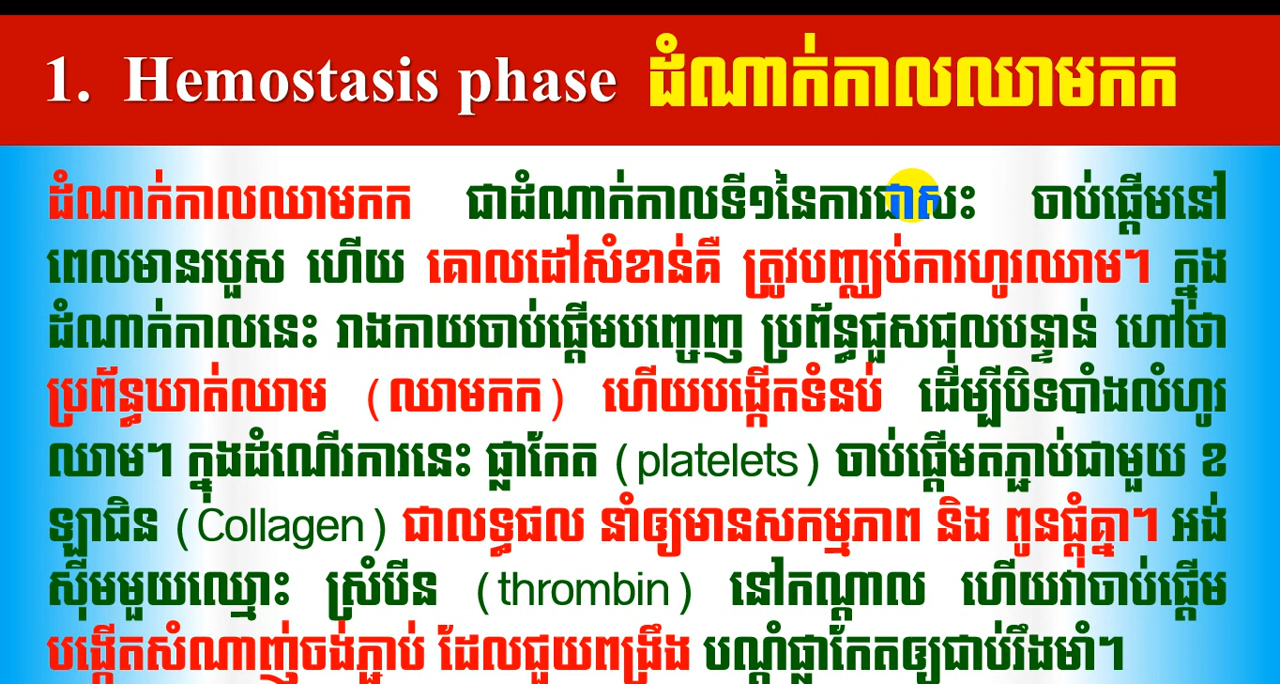 1. Hemostasis phase ដំណាក់កាលឈាមកក
ដំណាក់កាលឈាមកក ជាដំណាក់កាលទី១នៃការជាសះ ចាប់ផ្តើមនៅ
ពេលមានរបួស ហើយ គោលដៅសំខាន់គឺ ត្រូវបញ្ឈប់ការហូរឈាម។ ក្នុង
ដំណាក់កាលនេះ រាងកាយចាប់ផ្តើមបញ្ចេញ ប្រព័ន្ធជួសជុលបន្ទាន់ ហៅថា
ប្រព័ន្ធឃាត់ឈាម (ឈាមកក) ហើយបង្កើតទំនប់ ដើម្បីបិទបាំងលំហូរ
ឈាម។ ក្នុងដំណើរការនេះ ផ្លាកែត (platelets) ចាប់ផ្តើមតភ្ជាប់ជាមួយ ខ
ឡាជិន (Collagen) ជាលទ្ធផល នាំឲ្យមានសកម្មភាព និង ពូនផ្តុំគ្នា។ អង់
ស៊ីមមួយឈ្មោះ ស្រំប៊ីន (thrombin) នៅកណ្តាល ហើយវាចាប់ផ្តើម
បង្កើតសំណាញ់ចង់ភ្ជាប់ ដែលជួយពង្រឹង បណ្តុំផ្លាកែតឲ្យជាប់រឹងមាំ។